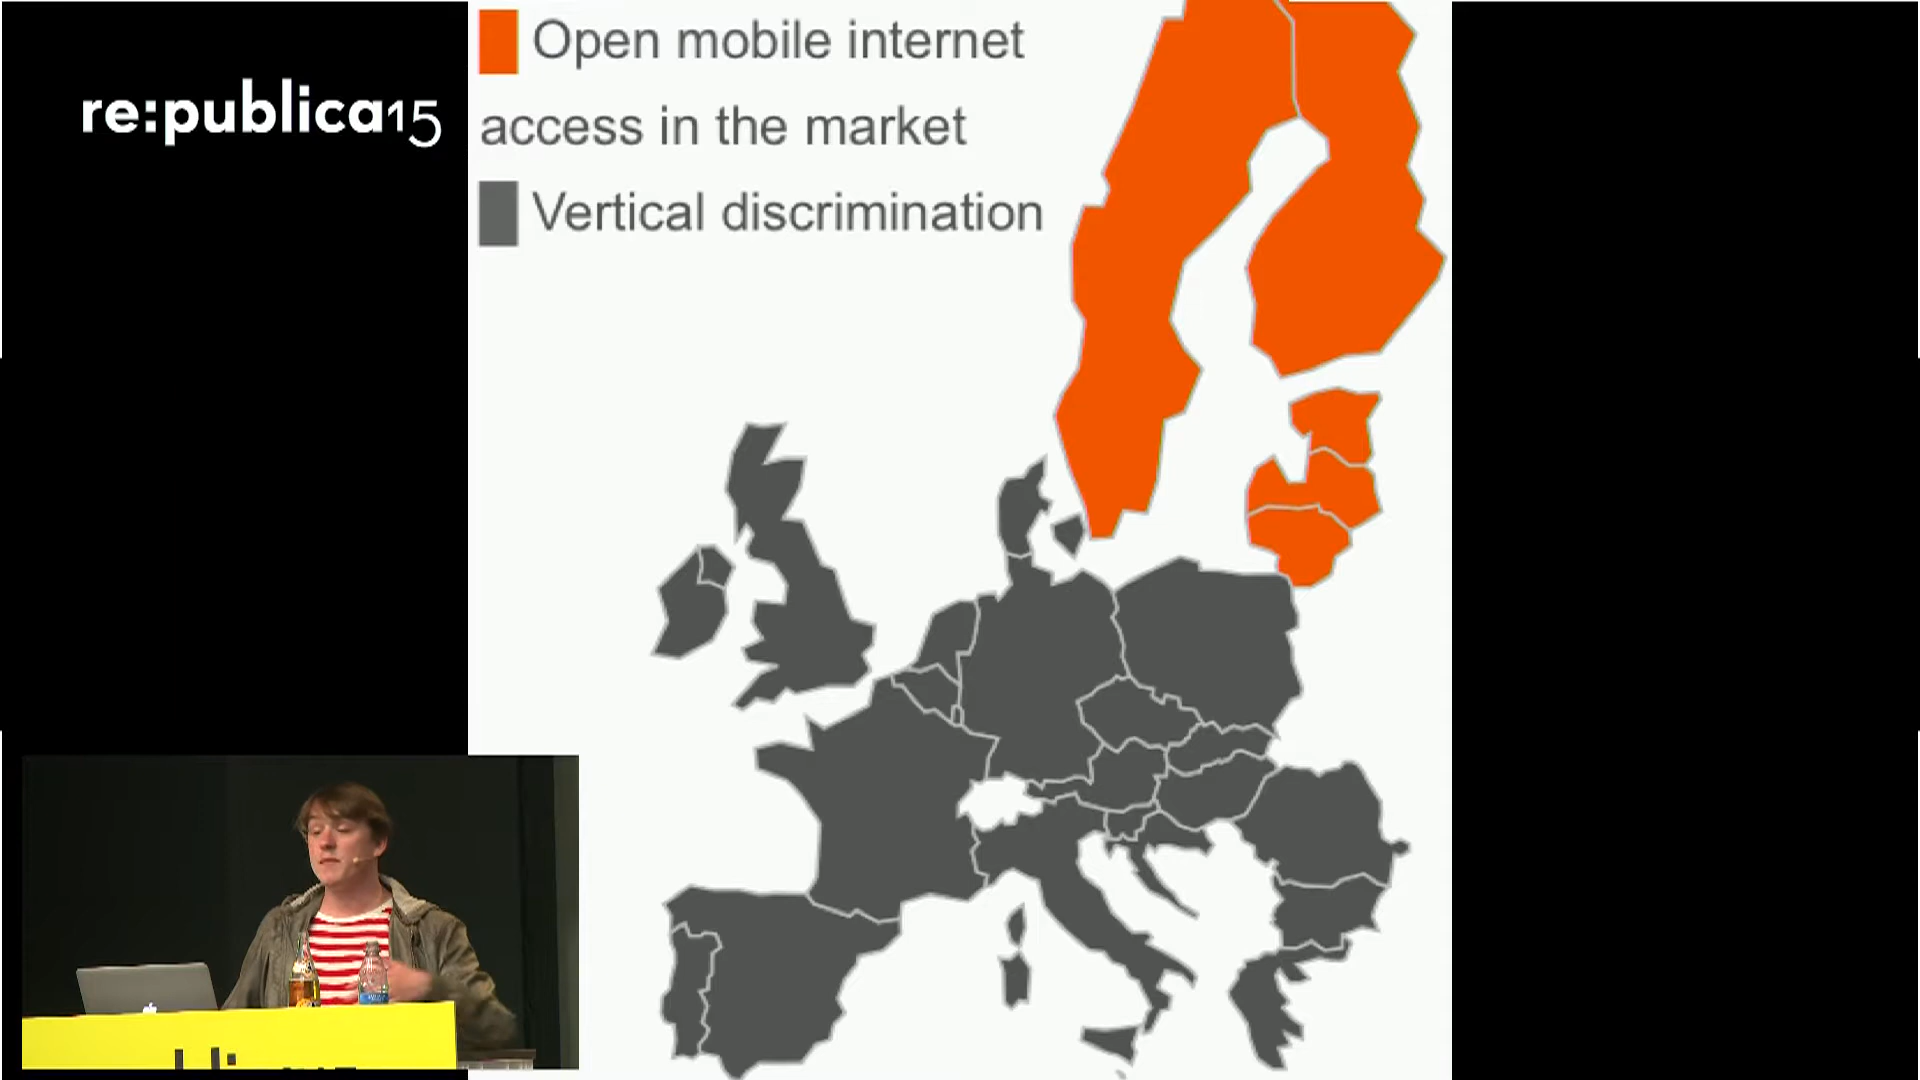 re:publica15
Open mobile internet
access in the market
Vertical discrimination